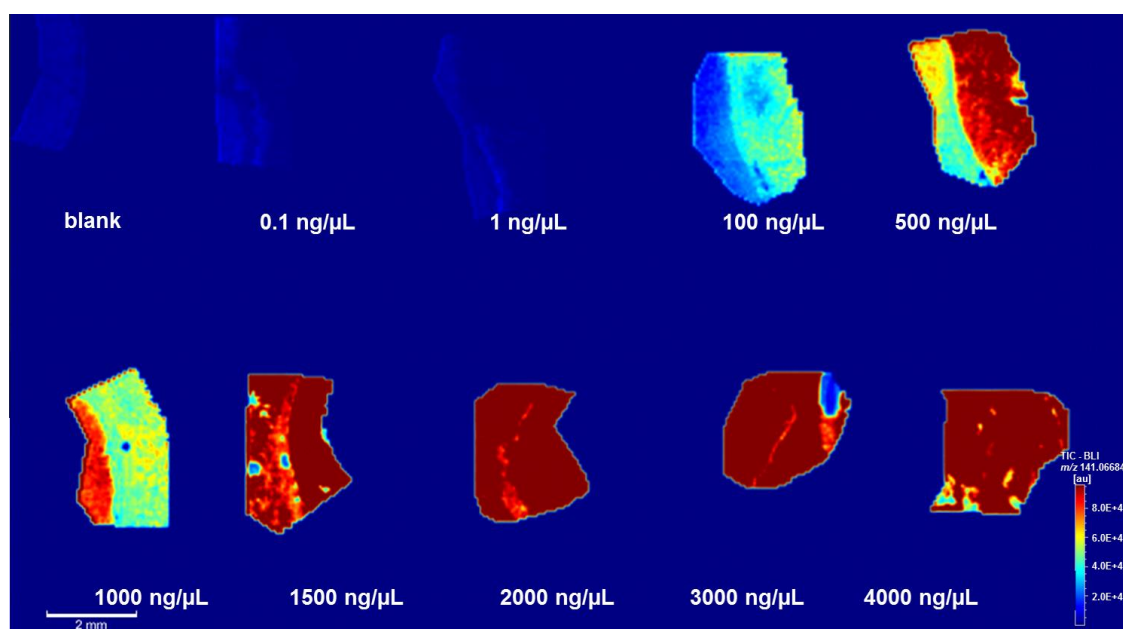 blank
0.1 ng/µL
1 ng/µL
100 ng/µL
500 ng/µL
TIC - BLI
m/z 141.06684
[au]
8.0E+4
6.0E+4
4.0E+4
2.0E+4
1000 ng/µL
1500 ng/µL
2000 ng/µL
3000 ng/µL
4000 ng/µL
2 mm